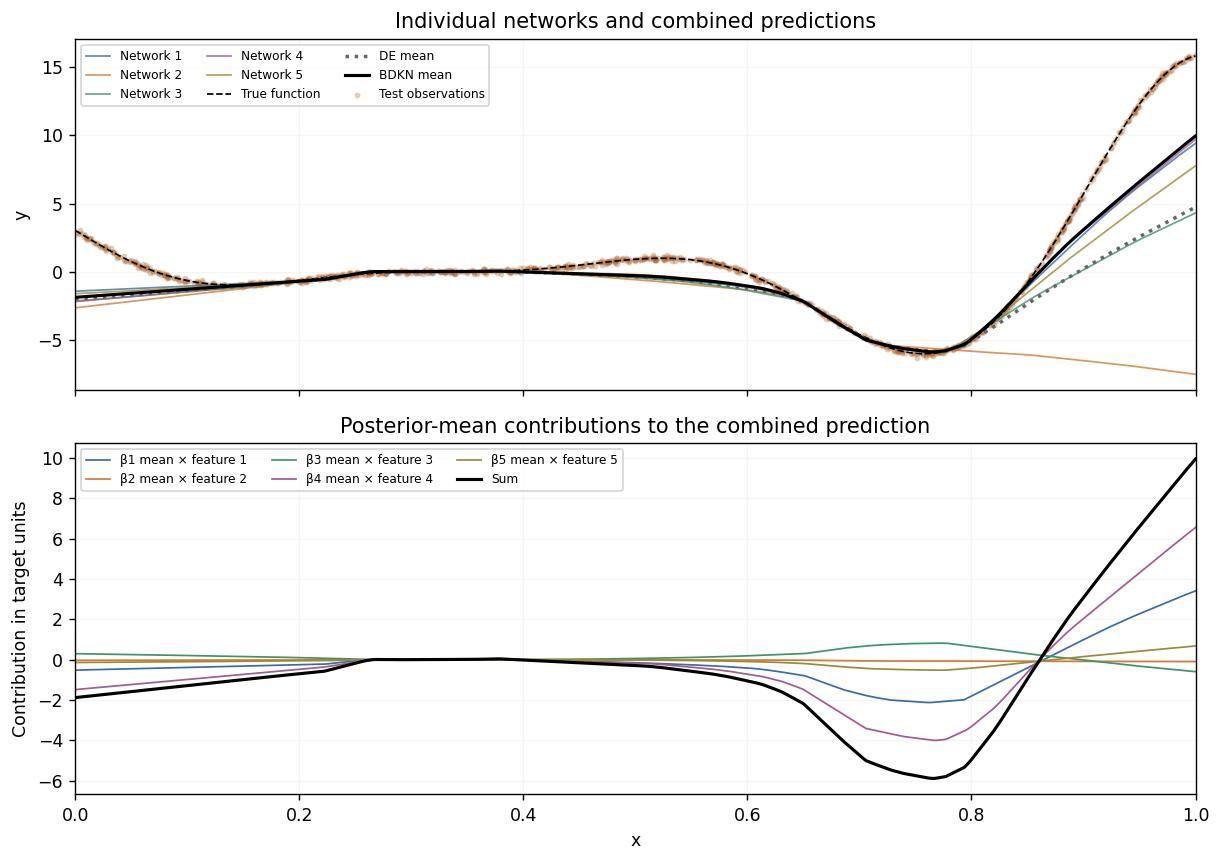 Individual networks and combined predictions
Network 1
Network 2
Network 3
Network 4
Network 5
True function
DE mean
BDKN mean
Test observations
15
10
5
0
−5
y
Posterior-mean contributions to the combined prediction
β1 mean × feature 1
β2 mean × feature 2
β3 mean × feature 3
β4 mean × feature 4
β5 mean × feature 5
Sum
10
8
6
4
2
0
−2
−4
−6
Contribution in target units
0.0
0.2
0.4
0.6
0.8
1.0
x